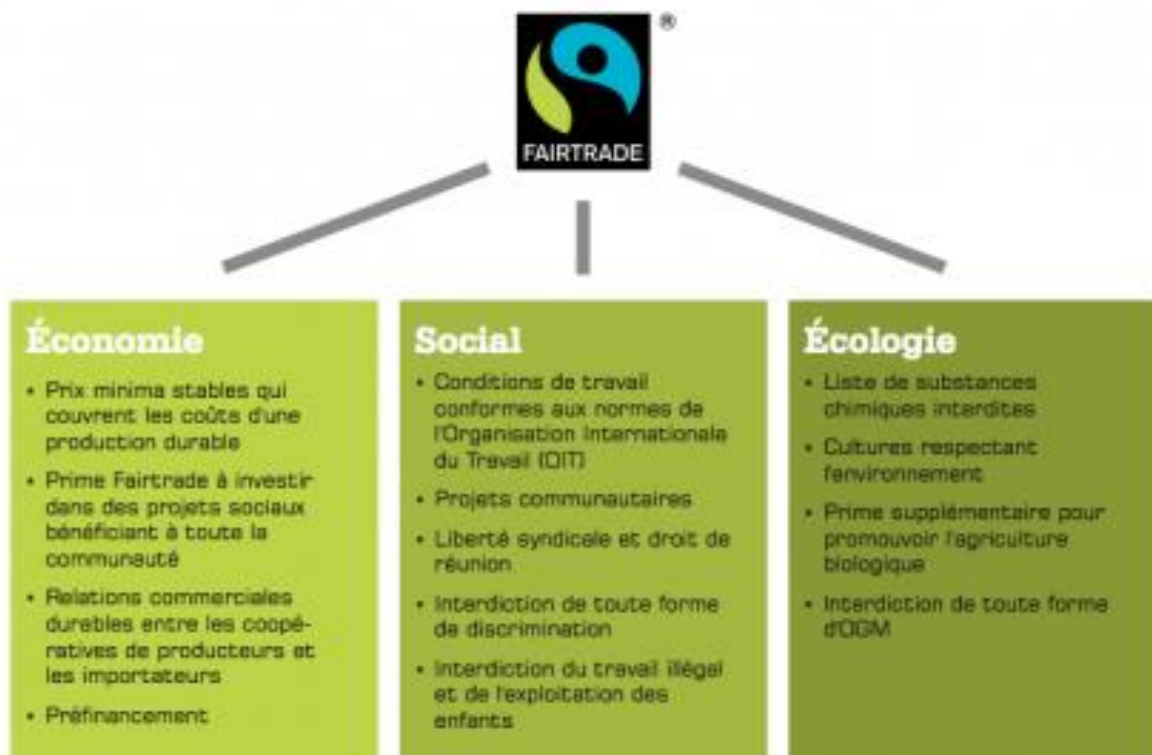 ®
FAIRTRADE
Économie
• Prix minima stables qui
couvrent les coûts d'une
production durable
• Prime Fairtrade à investir
dans des projets sociaux
bénéficiant à toute la
communauté
• Relations commerciales
durables entre les coopé-
ratives de producteurs et
les importateurs
• Préfinancement
Social
• Conditions de travail
conformes aux normes de
l'Organisation Internationale
du Travail (OIT)
• Projets communautaires
• Liberté syndicale et droit de
réunion
• Interdiction de toute forme
de discrimination
• Interdiction du travail illégal
et de l'exploitation des
enfants
Écologie
• Liste de substances
chimiques interdites
• Cultures respectant
l'environnement
• Prime supplémentaire pour
promouvoir l'agriculture
biologique
• Interdiction de toute forme
d'OGM